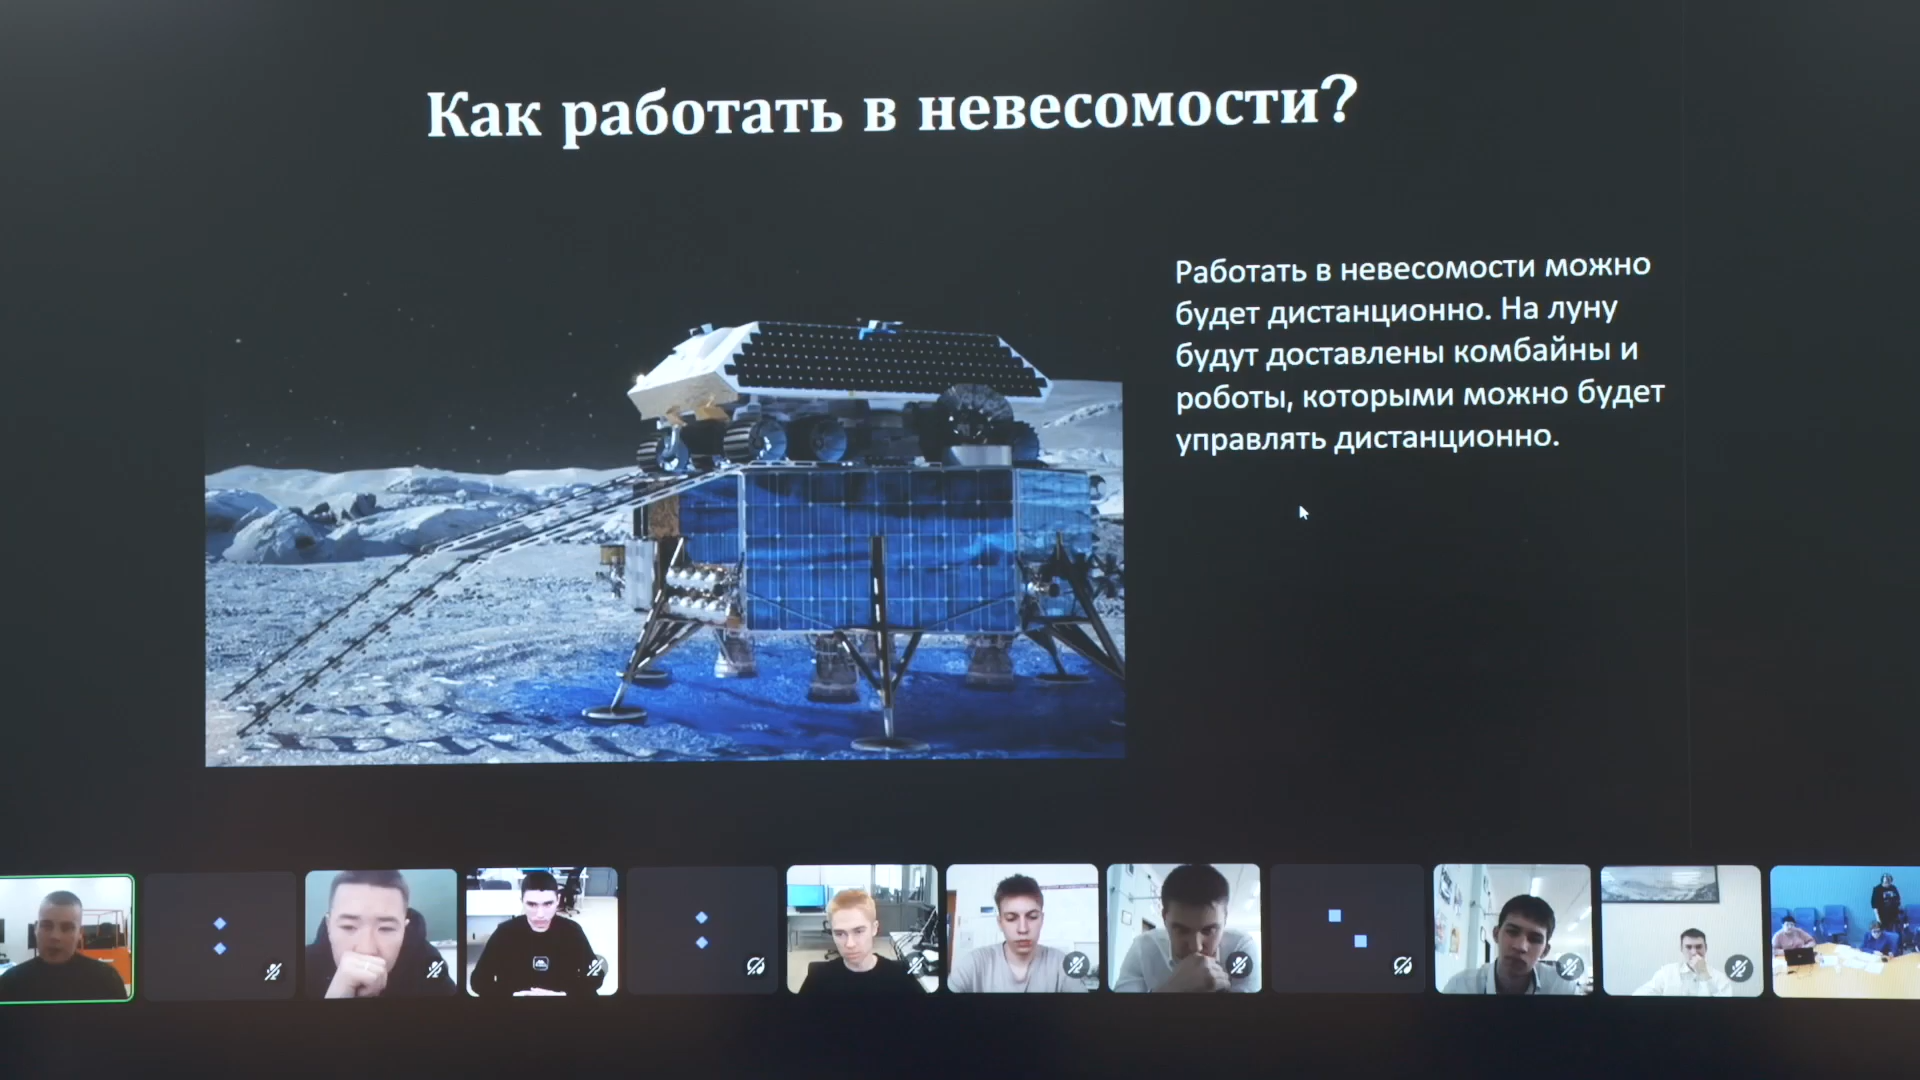 Как работать в невесомости?
Работать в невесомости можно
будет дистанционно. На луну
будут доставлены комбайны и
роботы, которыми можно будет
управлять дистанционно.